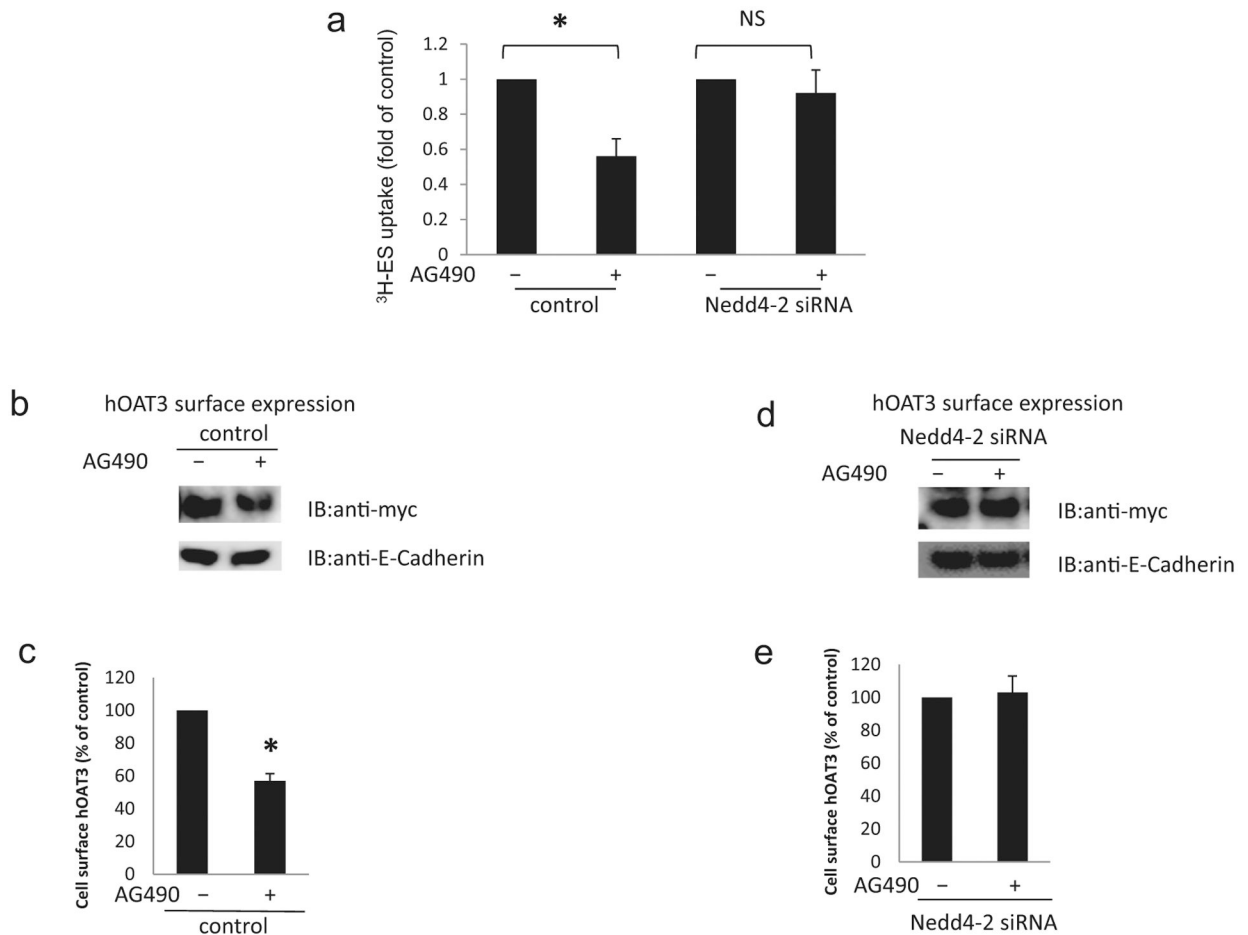 a
*
NS
³H-ES uptake (fold of control)
1.2
1
0.8
0.6
0.4
0.2
0
AG490 − + − +
control
Nedd4-2 siRNA
b
hOAT3 surface expression
control
AG490 − +
IB:anti-myc
IB:anti-E-Cadherin
d
hOAT3 surface expression
Nedd4-2 siRNA
AG490 − +
IB:anti-myc
IB:anti-E-Cadherin
c
Cell surface hOAT3 (% of control)
120
100
80
60
40
20
0
*
AG490 − +
control
e
Cell surface hOAT3 (% of control)
120
100
80
60
40
20
0
AG490 − +
Nedd4-2 siRNA